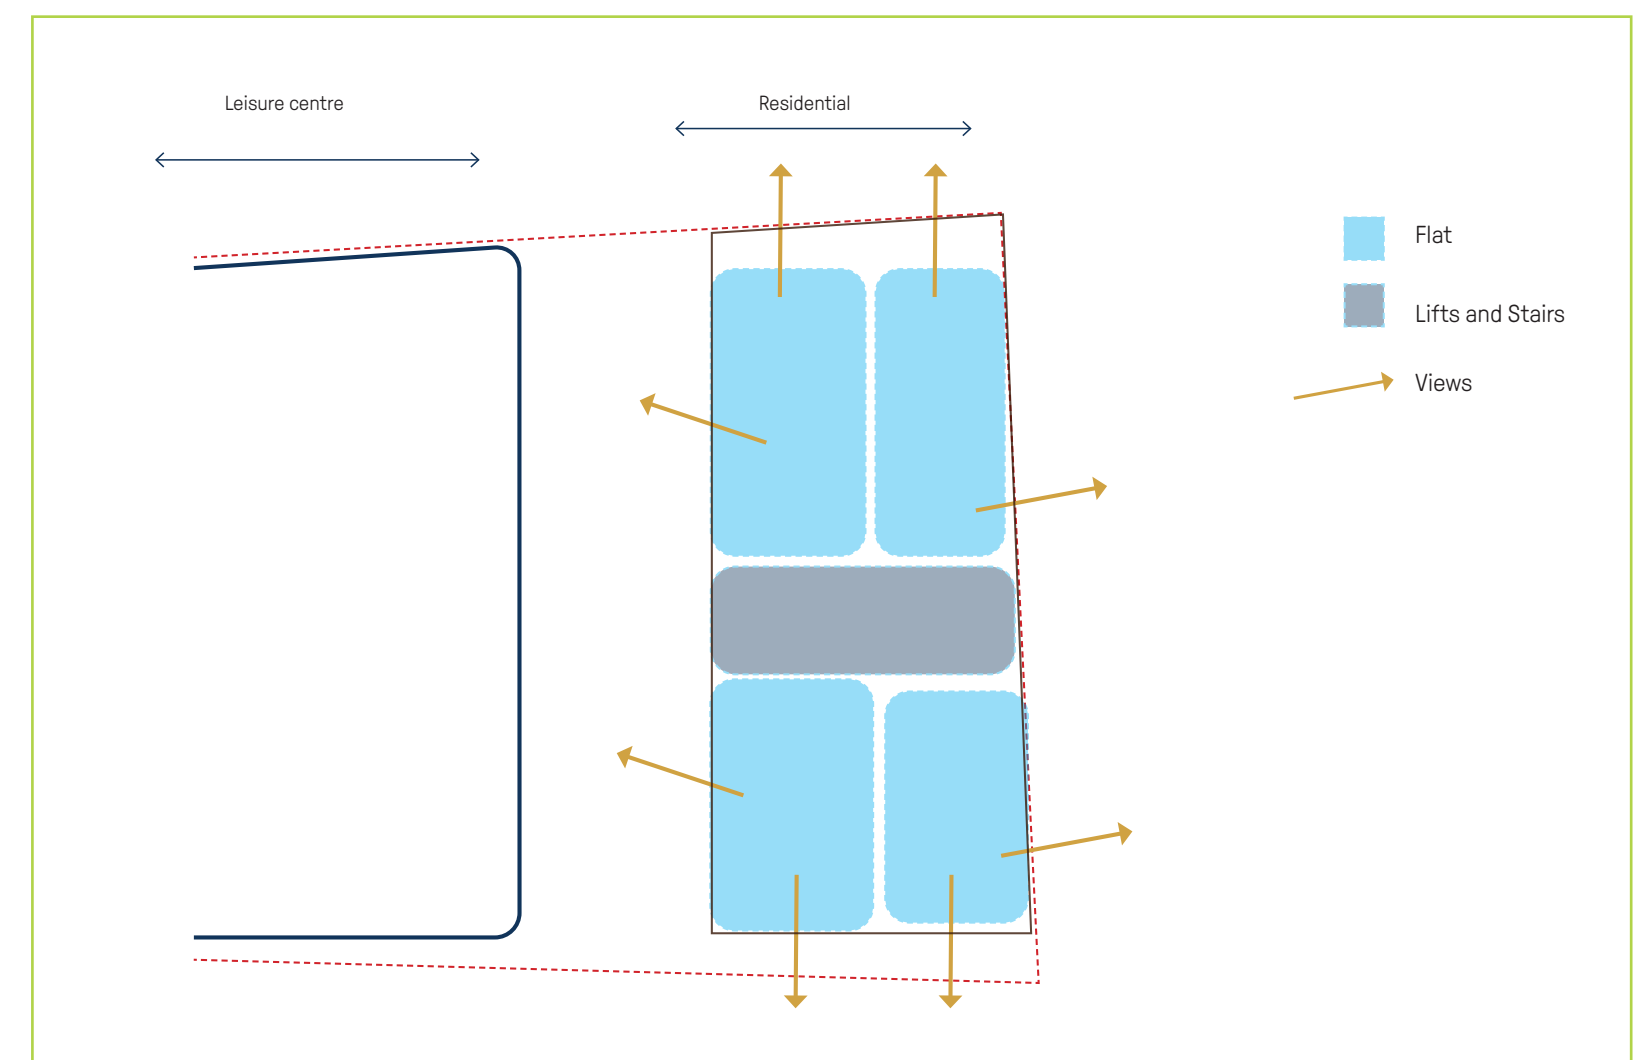 Leisure centre
Residential
Flat
Lifts and Stairs
Views